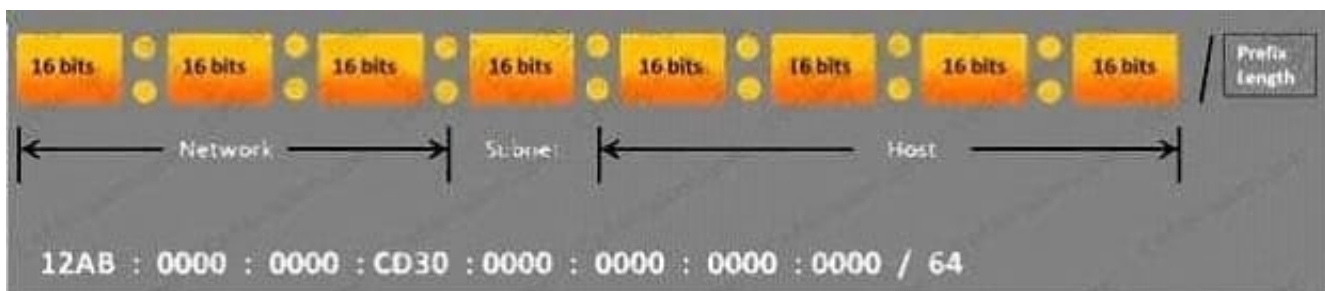 16 bits : 16 bits : 16 bits : 16 bits : 16 bits : 16 bits : 16 bits : 16 bits / Prefix Length
Network Subnet Host
12AB : 0000 : 0000 : CD30 : 0000 : 0000 : 0000 : 0000 / 64